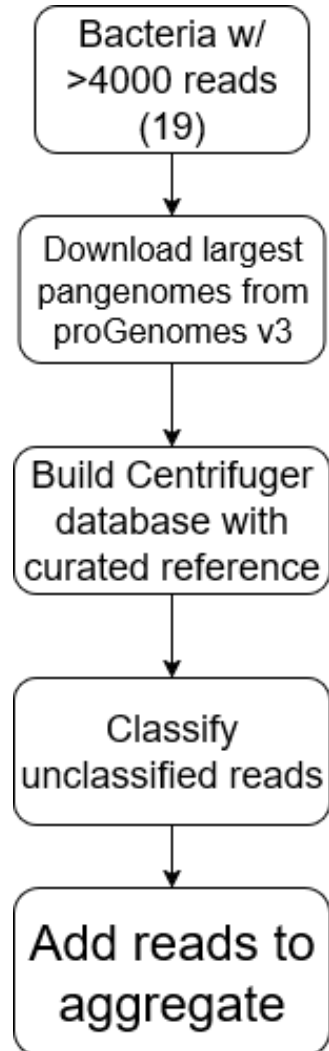 Bacteria w/
>4000 reads
(19)
Download largest
pangenomes from
proGenomes v3
Build Centrifuger
database with
curated reference
Classify
unclassified reads
Add reads to
aggregate